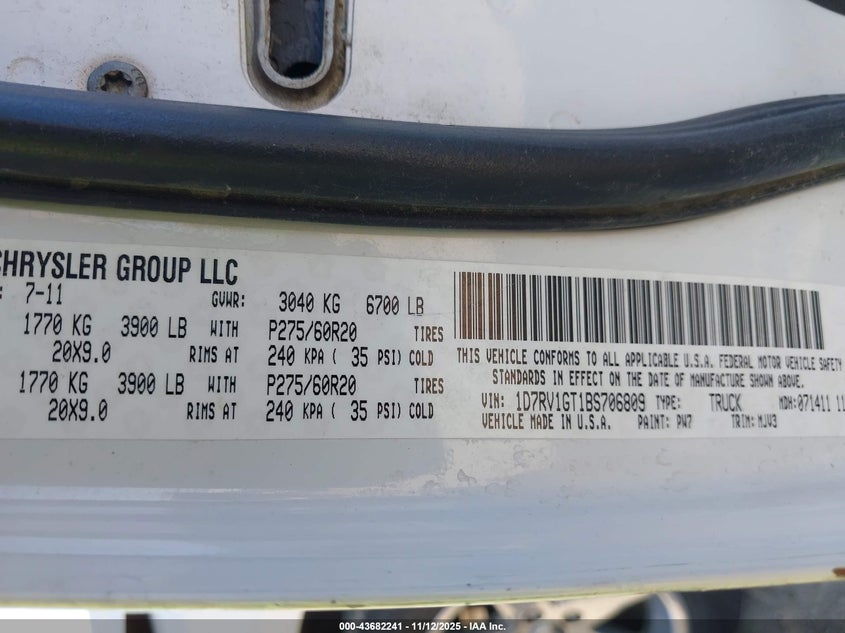 CHRYSLER GROUP LLC
: 7-11 GVWR: 3040 KG 6700 LB
1770 KG 3900 LB WITH P275/60R20 TIRES
20X9.0 RIMS AT 240 KPA ( 35 PSI) COLD
1770 KG 3900 LB WITH P275/60R20 TIRES
20X9.0 RIMS AT 240 KPA ( 35 PSI) COLD
THIS VEHICLE CONFORMS TO ALL APPLICABLE U.S.A. FEDERAL MOTOR VEHICLE SAFETY
STANDARDS IN EFFECT ON THE DATE OF MANUFACTURE SHOWN ABOVE.
VIN: 1D7RV1GT1BS706809 TYPE: TRUCK MDH:071411 11
VEHICLE MADE IN U.S.A. PAINT: PW7 TRIM: MJV3
000-43682241 - 11/12/2025 - IAA Inc.